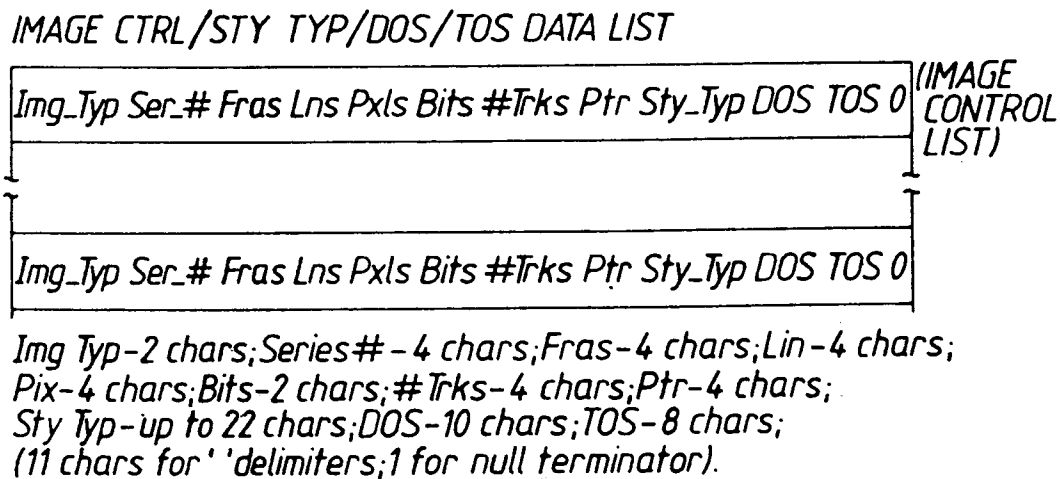 IMAGE CTRL/STY TYP/DOS/TOS DATA LIST
Img_Typ Ser_# Fras Lns Pxls Bits #Trks Ptr Sty_Typ DOS TOS 0
(IMAGE
CONTROL
LIST)
Img_Typ Ser_# Fras Lns Pxls Bits #Trks Ptr Sty_Typ DOS TOS 0
Img Typ-2 chars;Series#-4 chars;Fras-4 chars;Lin-4 chars;
Pix-4 chars;Bits-2 chars;#Trks-4 chars;Ptr-4 chars;
Sty Typ-up to 22 chars;DOS-10 chars;TOS-8 chars;
(11 chars for' 'delimiters;1 for null terminator).